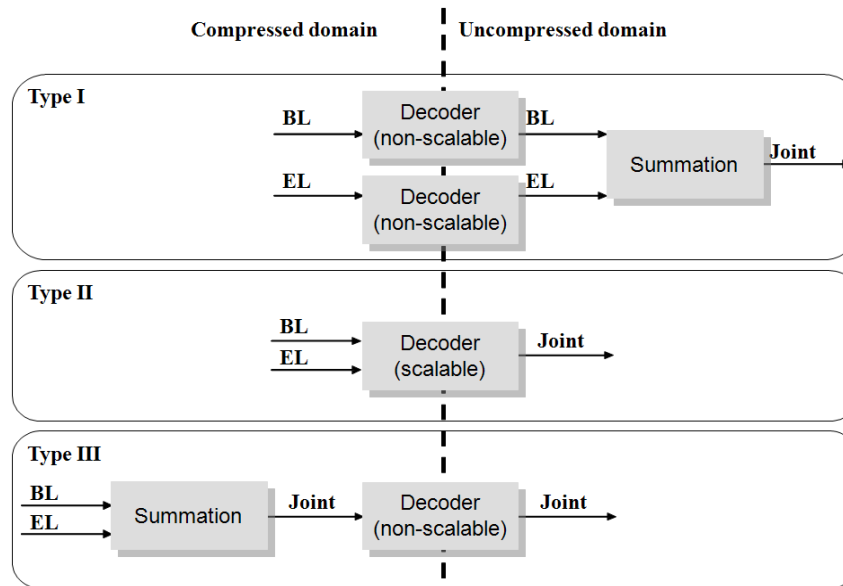 Compressed domain
Uncompressed domain
Type I
BL
Decoder
(non-scalable)
BL
EL
Decoder
(non-scalable)
EL
Summation
Joint
Type II
BL
EL
Decoder
(scalable)
Joint
Type III
BL
EL
Summation
Joint
Decoder
(non-scalable)
Joint